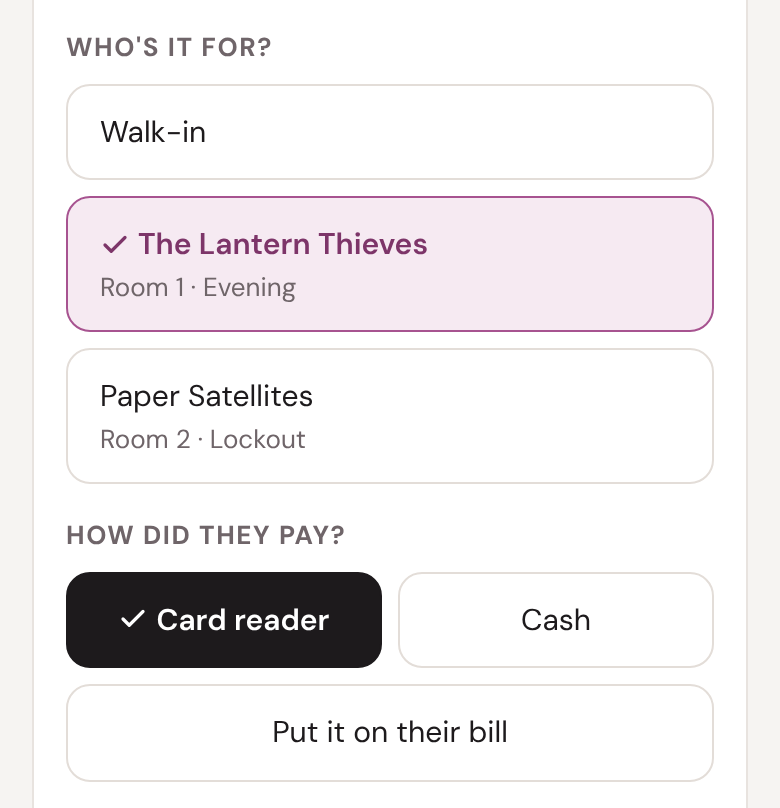 WHO'S IT FOR?
Walk-in
✓ The Lantern Thieves
Room 1 · Evening
Paper Satellites
Room 2 · Lockout
HOW DID THEY PAY?
✓ Card reader
Cash
Put it on their bill